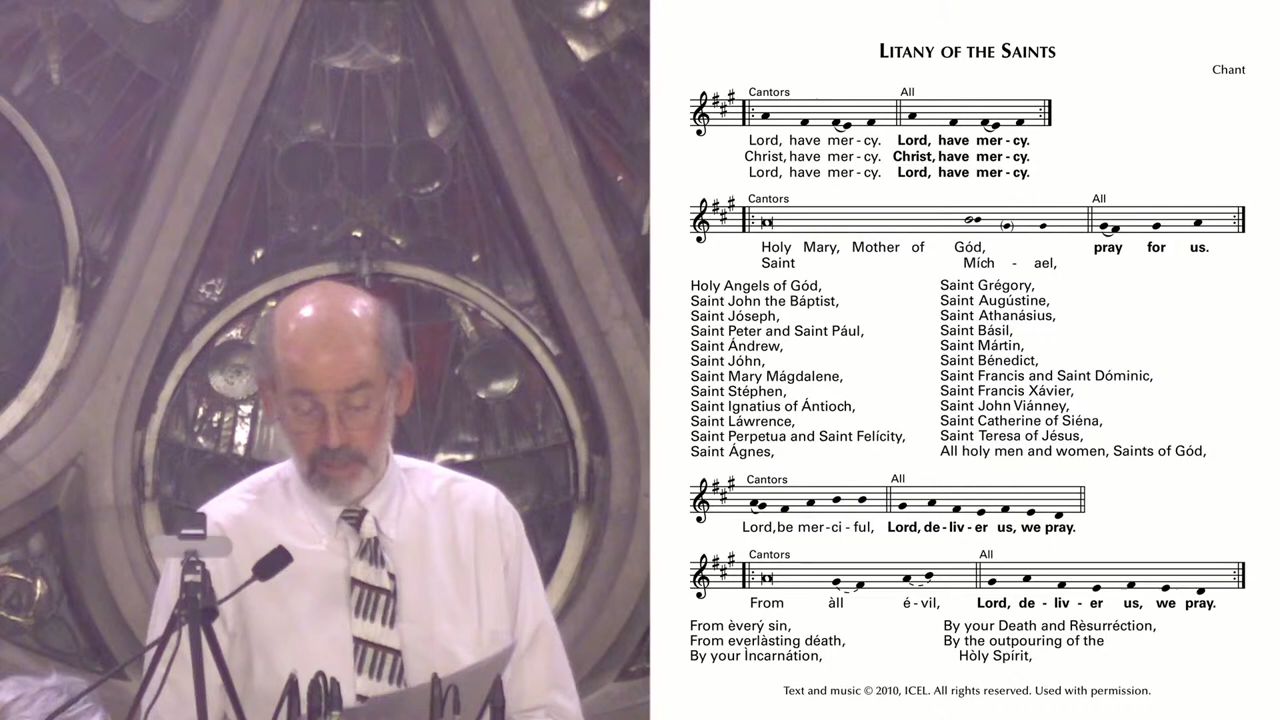 LITANY OF THE SAINTS
Chant
Cantors All
Lord, have mer - cy. Lord, have mer - cy.
Christ, have mer - cy. Christ, have mer - cy.
Lord, have mer - cy. Lord, have mer - cy.
Cantors All
Holy Mary, Mother of Gód, pray for us.
Saint Mích - ael,
Holy Angels of Gód,
Saint John the Báptist,
Saint Jóseph,
Saint Peter and Saint Pául,
Saint Ándrew,
Saint Jóhn,
Saint Mary Mágdalene,
Saint Stéphen,
Saint Ignatius of Ántioch,
Saint Láwrence,
Saint Perpetua and Saint Felícity,
Saint Ágnes,
Saint Grégory,
Saint Augústine,
Saint Athanásius,
Saint Básil,
Saint Mártin,
Saint Bénedict,
Saint Francis and Saint Dóminic,
Saint Francis Xávier,
Saint John Viánney,
Saint Catherine of Siéna,
Saint Teresa of Jésus,
All holy men and women, Saints of Gód,
Cantors All
Lord, be mer - ci - ful, Lord, de - liv - er us, we pray.
Cantors All
From àll é - vil, Lord, de - liv - er us, we pray.
From èverý sin,
From everlàsting déath,
By your Ìncarnátion,
By your Death and Rèsurréction,
By the outpouring of the
Hòly Spírit,
Text and music © 2010, ICEL. All rights reserved. Used with permission.